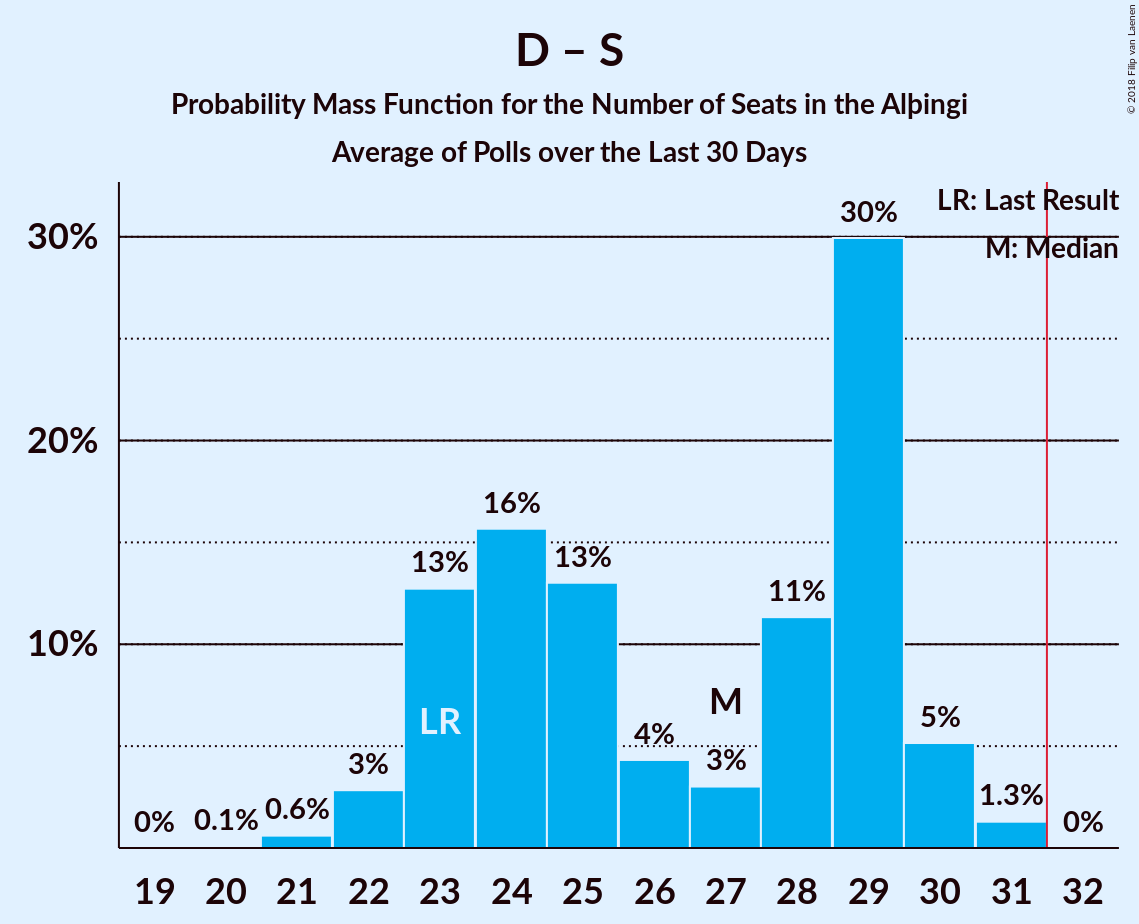 D – S
Probability Mass Function for the Number of Seats in the Alþingi
Average of Polls over the Last 30 Days
© 2018 Filip van Laenen
LR: Last Result
M: Median
30%
20%
10%
0%
0.1%
0.6%
3%
13%
16%
13%
4%
3%
11%
30%
5%
1.3%
0%
LR
M
19 20 21 22 23 24 25 26 27 28 29 30 31 32